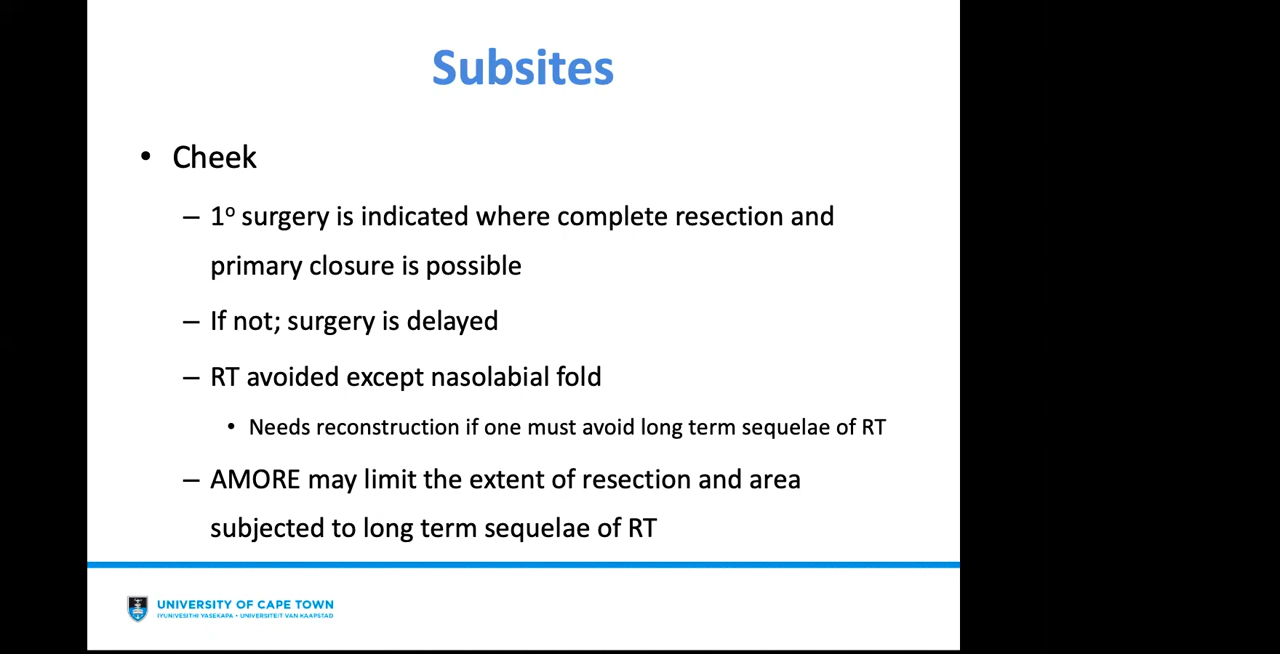 Subsites
• Cheek
– 1º surgery is indicated where complete resection and
primary closure is possible
– If not; surgery is delayed
– RT avoided except nasolabial fold
• Needs reconstruction if one must avoid long term sequelae of RT
– AMORE may limit the extent of resection and area
subjected to long term sequelae of RT
UNIVERSITY OF CAPE TOWN
IYUNIVESITHI YASEKAPA • UNIVERSITEIT VAN KAAPSTAD